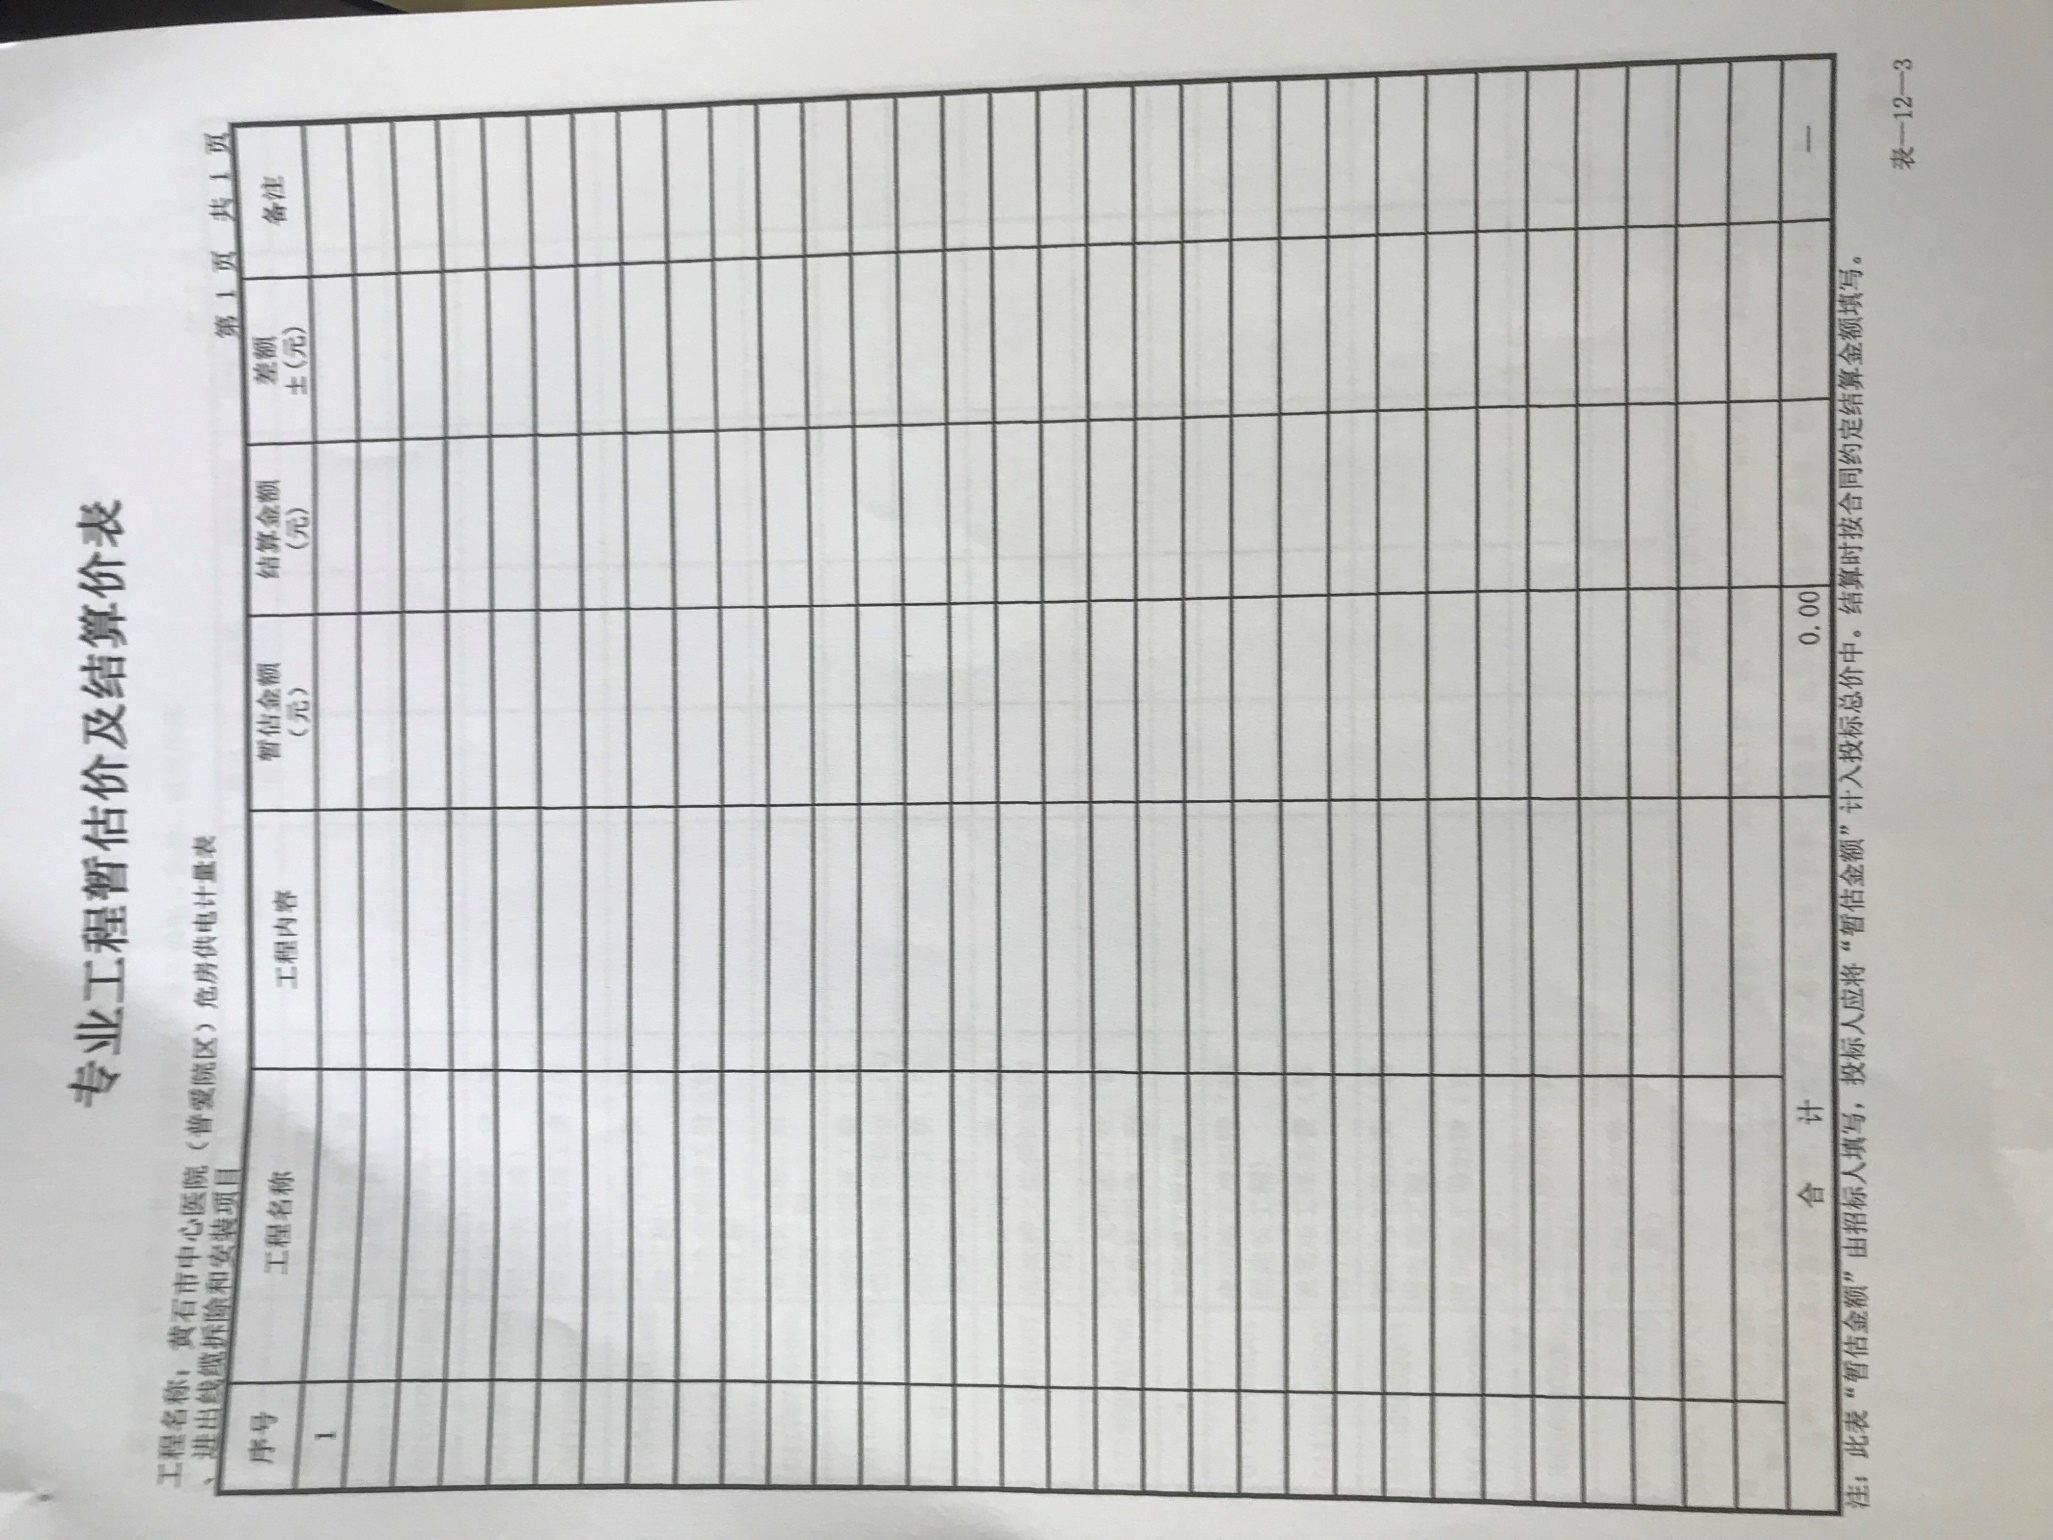 专业工程暂估价及结算价表
工程名称：黄石市中心医院（普爱院区）危房供电计量表
、进出线缆拆除和安装项目
第 1 页 共 1 页
序号 工程名称 工程内容 暂估金额（元） 结算金额（元） 差额±（元） 备注
1
合 计 0.00 —
注：此表“暂估金额”由招标人填写，投标人应将“暂估金额”计入投标总价中。结算时按合同约定结算金额填写。
表—12—3